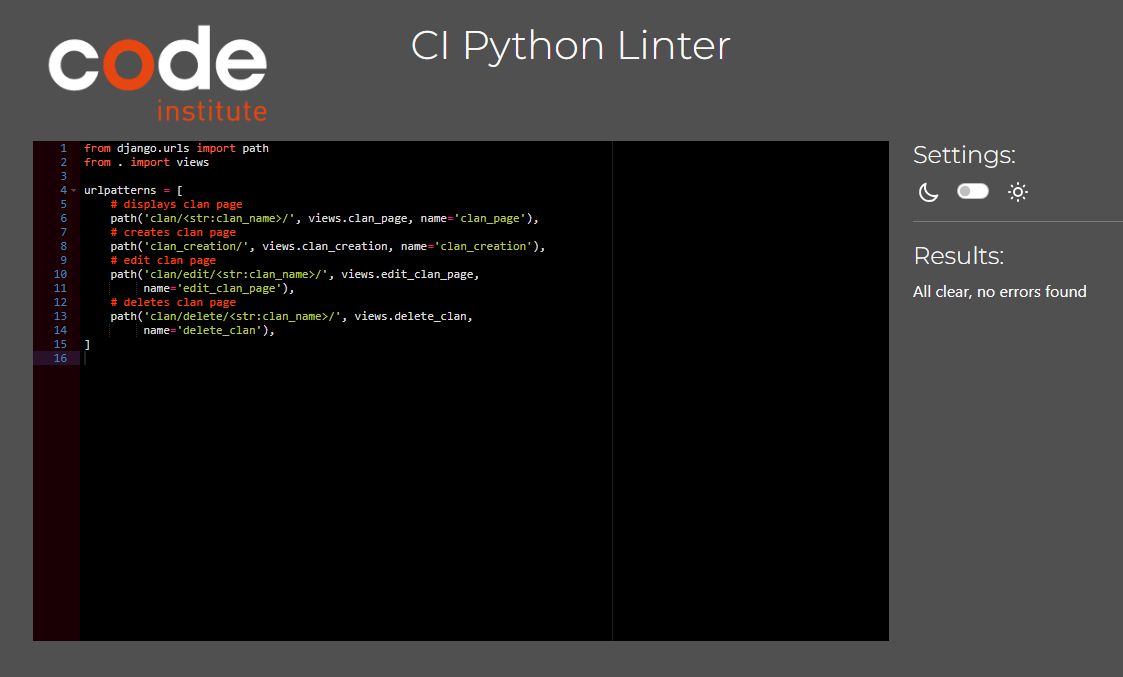 code
institute
CI Python Linter
1 from django.urls import path
2 from . import views
3
4 urlpatterns = [
5     # displays clan page
6     path('clan/<str:clan_name>/', views.clan_page, name='clan_page'),
7     # creates clan page
8     path('clan_creation/', views.clan_creation, name='clan_creation'),
9     # edit clan page
10     path('clan/edit/<str:clan_name>/', views.edit_clan_page,
11          name='edit_clan_page'),
12     # deletes clan page
13     path('clan/delete/<str:clan_name>/', views.delete_clan,
14          name='delete_clan'),
15 ]
16
Settings:
Results:
All clear, no errors found